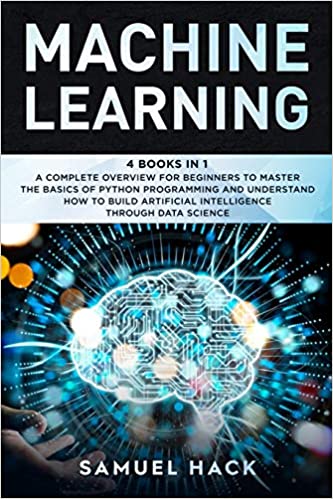 MACHINE
LEARNING
4 BOOKS IN 1
A COMPLETE OVERVIEW FOR BEGINNERS TO MASTER
THE BASICS OF PYTHON PROGRAMMING AND UNDERSTAND
HOW TO BUILD ARTIFICIAL INTELLIGENCE
THROUGH DATA SCIENCE
SAMUEL HACK